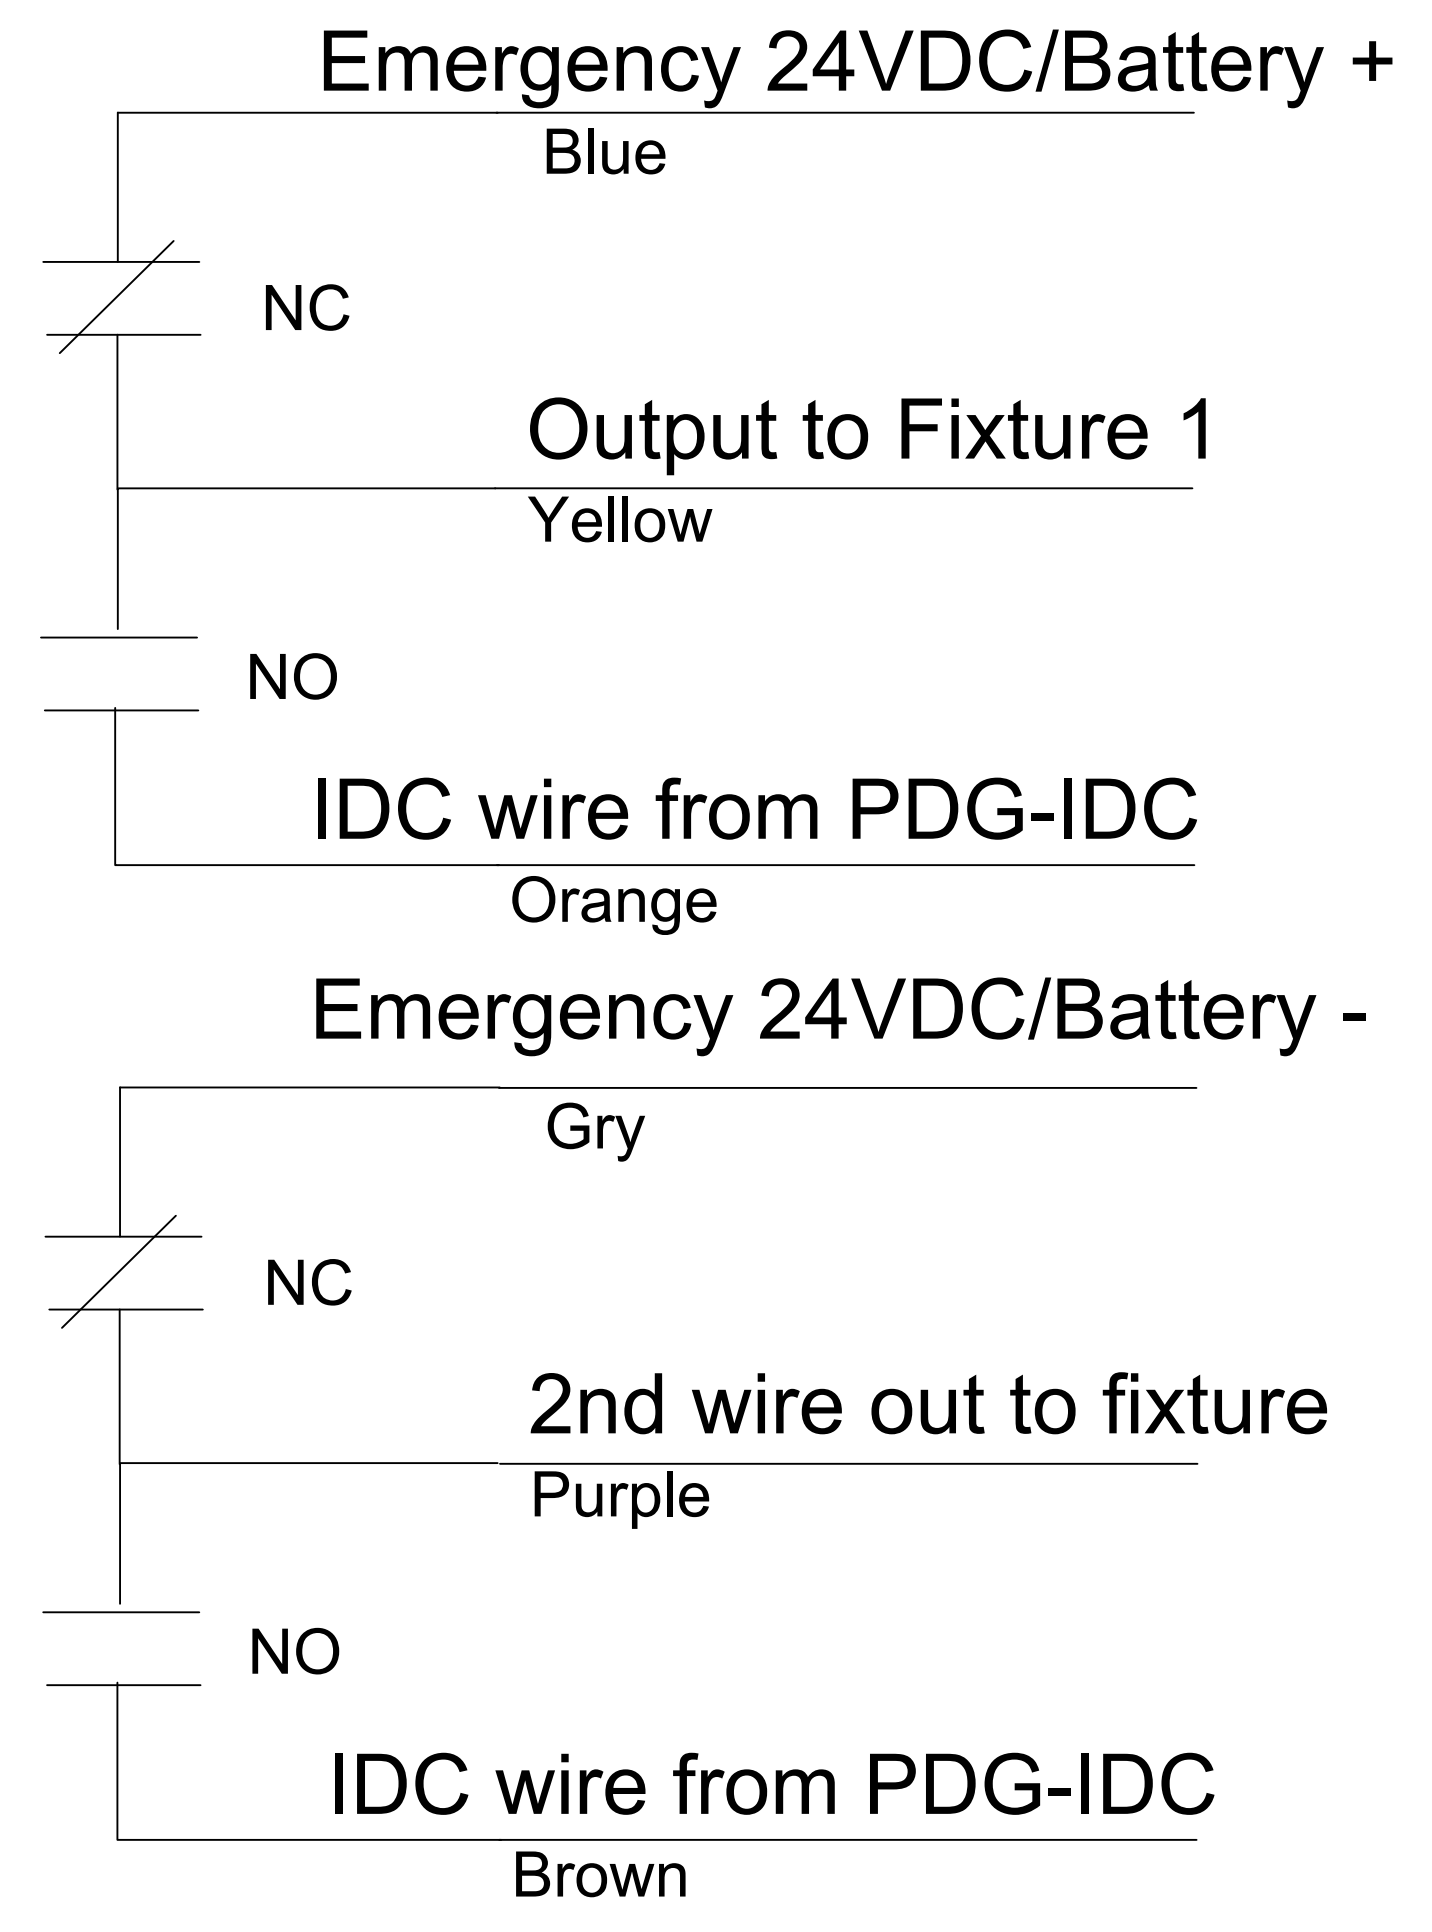 Emergency 24VDC/Battery +
Blue
NC
Output to Fixture 1
Yellow
NO
IDC wire from PDG-IDC
Orange
Emergency 24VDC/Battery -
Gry
NC
2nd wire out to fixture
Purple
NO
IDC wire from PDG-IDC
Brown